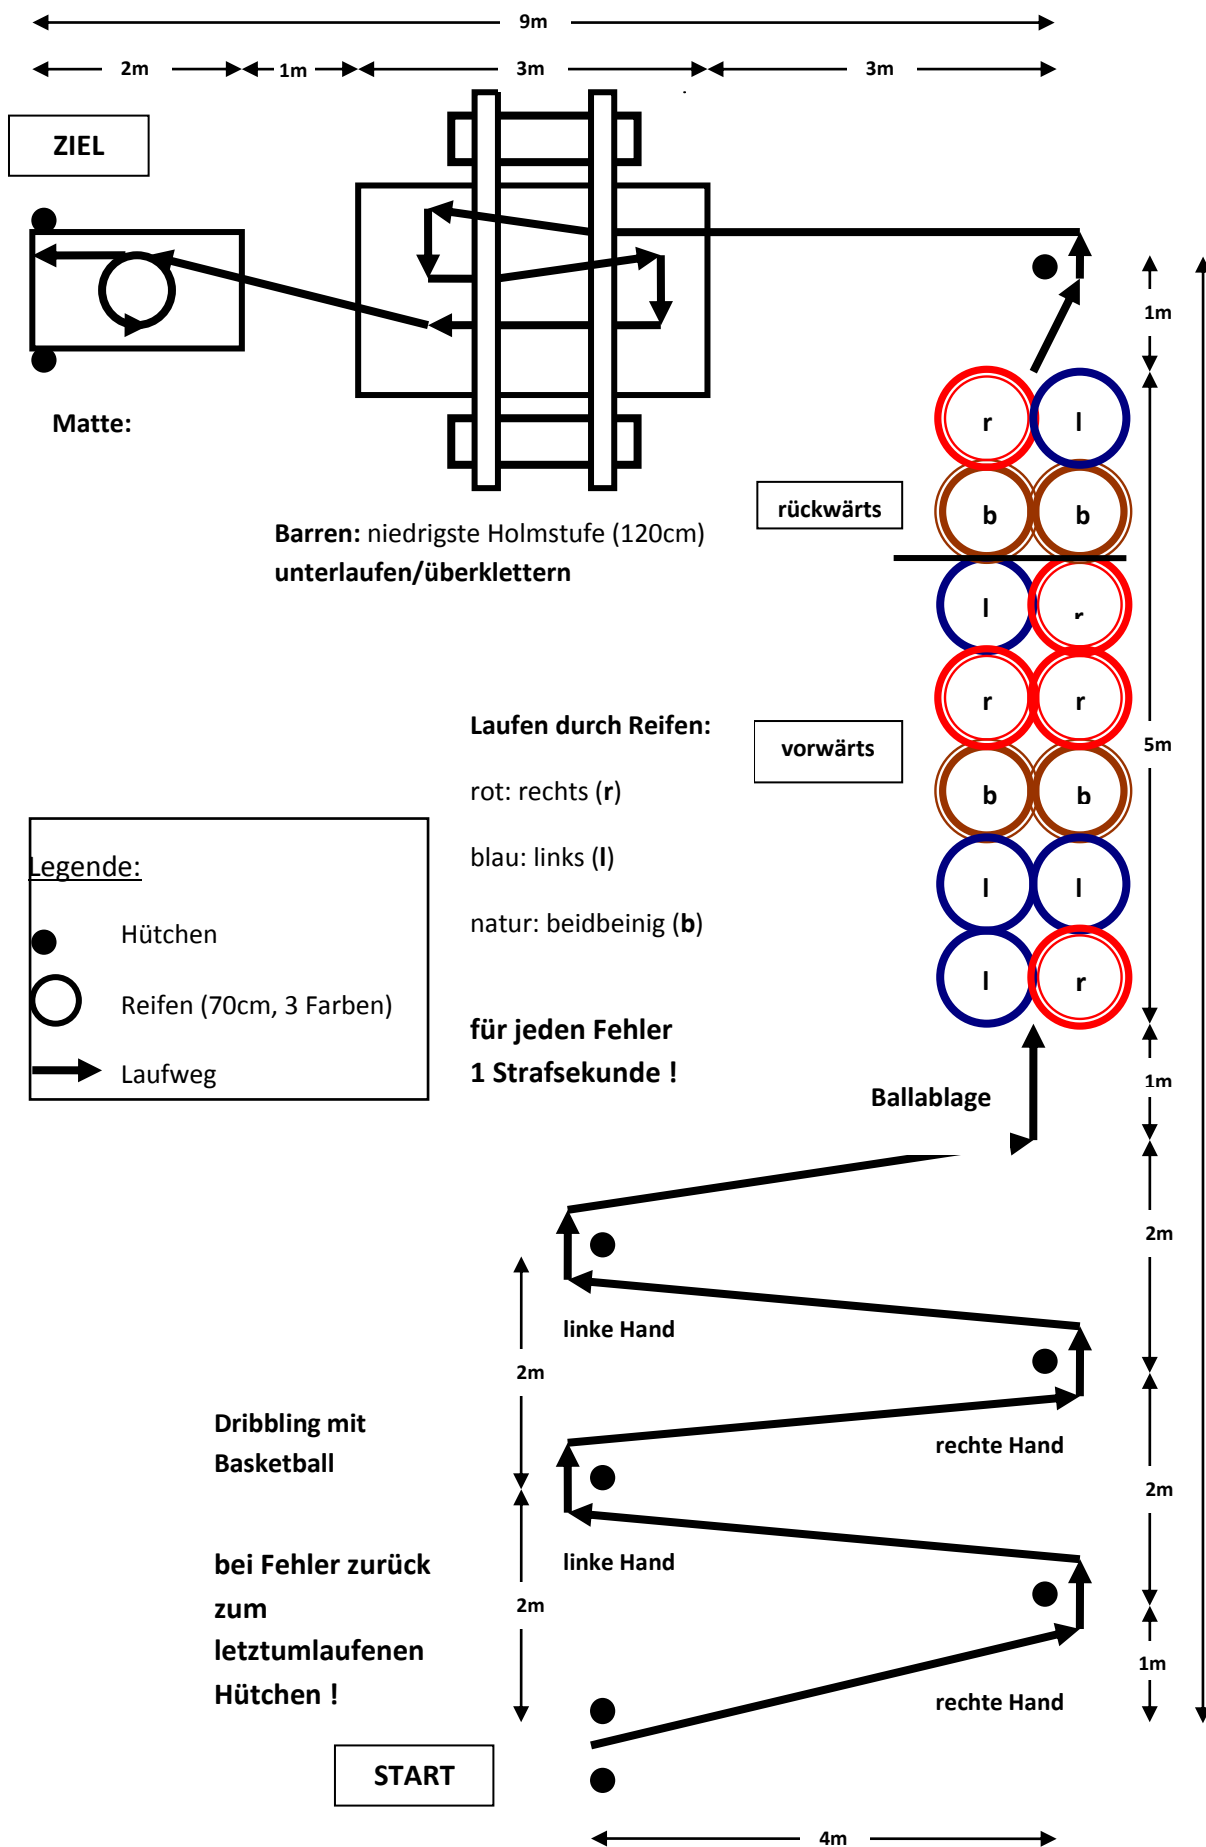 9m
2m 1m 3m 3m
ZIEL
1m
Matte:
r l
rückwärts
b b
Barren: niedrigste Holmstufe (120cm)
unterlaufen/überklettern
l r
r r
Laufen durch Reifen:
vorwärts
5m
rot: rechts (r)
b b
blau: links (l)
Legende:
l l
natur: beidbeinig (b)
Hütchen
l r
Reifen (70cm, 3 Farben)
für jeden Fehler
1 Strafsekunde !
Laufweg
1m
Ballablage
2m
linke Hand
2m
Dribbling mit
Basketball
rechte Hand
2m
bei Fehler zurück
zum
letztumlaufenen
Hütchen !
linke Hand
2m
1m
rechte Hand
START
4m